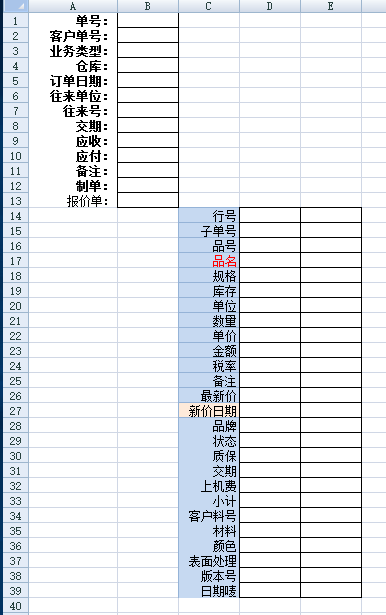 A B C D E
1 单号：
2 客户单号：
3 业务类型：
4 仓库：
5 订单日期：
6 往来单位：
7 往来号：
8 交期：
9 应收：
10 应付：
11 备注：
12 制单：
13 报价单：
14 行号
15 子单号
16 品号
17 品名
18 规格
19 库存
20 单位
21 数量
22 单价
23 金额
24 税率
25 备注
26 最新价
27 新价日期
28 品牌
29 状态
30 质保
31 交期
32 上机费
33 小计
34 客户料号
35 材料
36 颜色
37 表面处理
38 版本号
39 日期唛
40